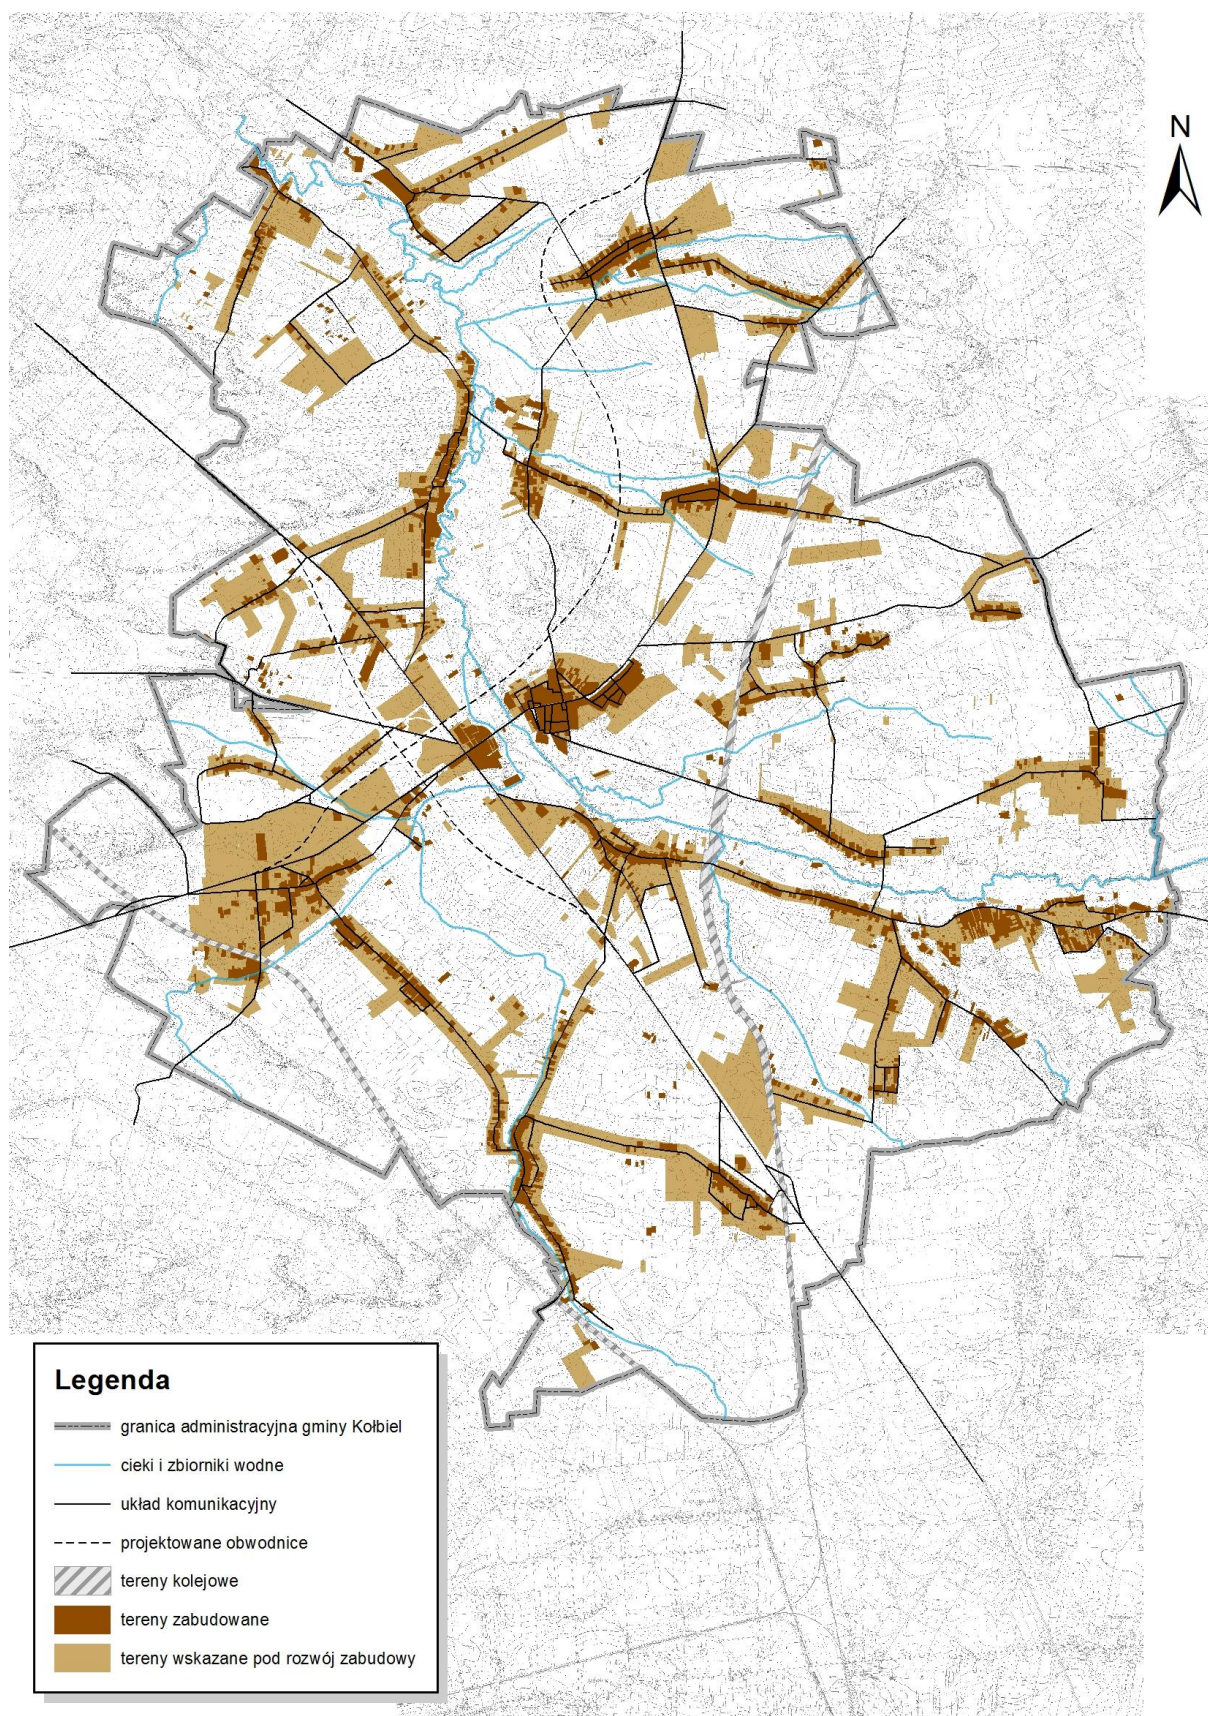 N
Legenda
granica administracyjna gminy Kołbiel
cieki i zbiorniki wodne
układ komunikacyjny
projektowane obwodnice
tereny kolejowe
tereny zabudowane
tereny wskazane pod rozwój zabudowy